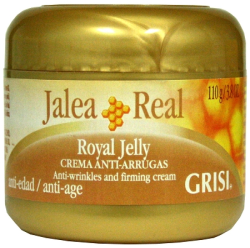 Jalea Real
110 g/3.8
Royal Jelly
CREMA ANTI-ARRUGAS
Anti-wrinkles and firming cream
anti-edad / anti-age
GRISI